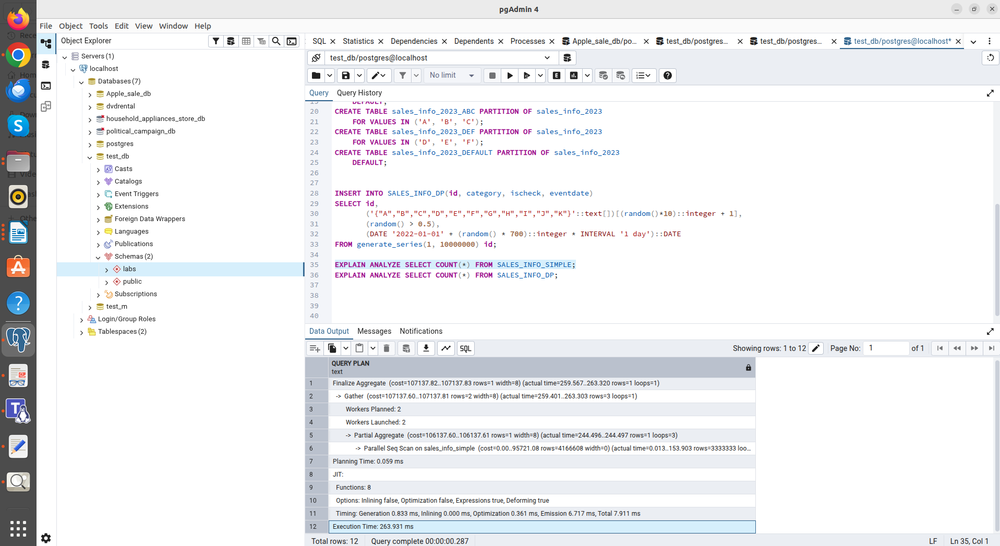 pgAdmin 4
File Object Tools Edit View Window Help
Object Explorer
SQL Statistics Dependencies Dependents Processes Apple_sale_db/po... test_db/postgres... test_db/postgres... test_db/postgres@localhost*
Servers (1)
localhost
Databases (7)
Apple_sale_db
dvdrental
household_appliances_store_db
political_campaign_db
postgres
test_db
Casts
Catalogs
Event Triggers
Extensions
Foreign Data Wrappers
Languages
Publications
Schemas (2)
labs
public
Subscriptions
test_m
Login/Group Roles
Tablespaces (2)
test_db/postgres@localhost
No limit
E
Query Query History
19 DEFAULT;
20 CREATE TABLE sales_info_2023_ABC PARTITION OF sales_info_2023
21 FOR VALUES IN ('A', 'B', 'C');
22 CREATE TABLE sales_info_2023_DEF PARTITION OF sales_info_2023
23 FOR VALUES IN ('D', 'E', 'F');
24 CREATE TABLE sales_info_2023_DEFAULT PARTITION OF sales_info_2023
25 DEFAULT;
26
27
28 INSERT INTO SALES_INFO_DP(id, category, ischeck, eventdate)
29 SELECT id,
30 ('{"A","B","C","D","E","F","G","H","I","J","K"}'::text[])[(random()*10)::integer + 1],
31 (random() > 0.5),
32 (DATE '2022-01-01' + (random() * 700)::integer * INTERVAL '1 day')::DATE
33 FROM generate_series(1, 10000000) id;
34
35 EXPLAIN ANALYZE SELECT COUNT(*) FROM SALES_INFO_SIMPLE;
36 EXPLAIN ANALYZE SELECT COUNT(*) FROM SALES_INFO_DP;
37
38
39
40
Data Output Messages Notifications
SQL
Showing rows: 1 to 12 Page No: 1 of 1
QUERY PLAN
text
1 Finalize Aggregate (cost=107137.82..107137.83 rows=1 width=8) (actual time=259.567..263.320 rows=1 loops=1)
2 -> Gather (cost=107137.60..107137.81 rows=2 width=8) (actual time=259.401..263.303 rows=3 loops=1)
3 Workers Planned: 2
4 Workers Launched: 2
5 -> Partial Aggregate (cost=106137.60..106137.61 rows=1 width=8) (actual time=244.496..244.497 rows=1 loops=3)
6 -> Parallel Seq Scan on sales_info_simple (cost=0.00..95721.08 rows=4166608 width=0) (actual time=0.013..153.903 rows=3333333 loo...
7 Planning Time: 0.059 ms
8 JIT:
9 Functions: 8
10 Options: Inlining false, Optimization false, Expressions true, Deforming true
11 Timing: Generation 0.833 ms, Inlining 0.000 ms, Optimization 0.361 ms, Emission 6.717 ms, Total 7.911 ms
12 Execution Time: 263.931 ms
Total rows: 12 Query complete 00:00:00.287 LF Ln 35, Col 1